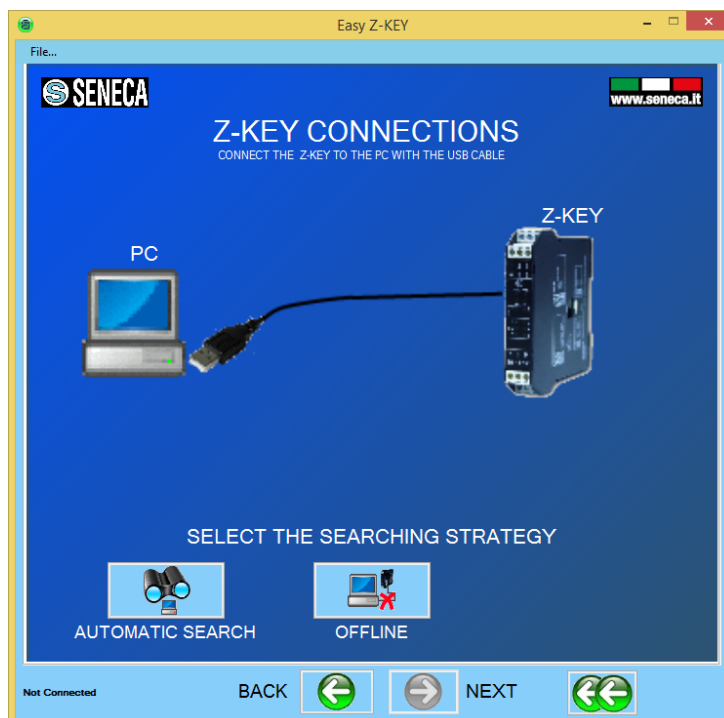 Easy Z-KEY
File...
S SENECA
www.seneca.it
Z-KEY CONNECTIONS
CONNECT THE Z-KEY TO THE PC WITH THE USB CABLE
Z-KEY
PC
SELECT THE SEARCHING STRATEGY
AUTOMATIC SEARCH
OFFLINE
Not Connected
BACK
NEXT